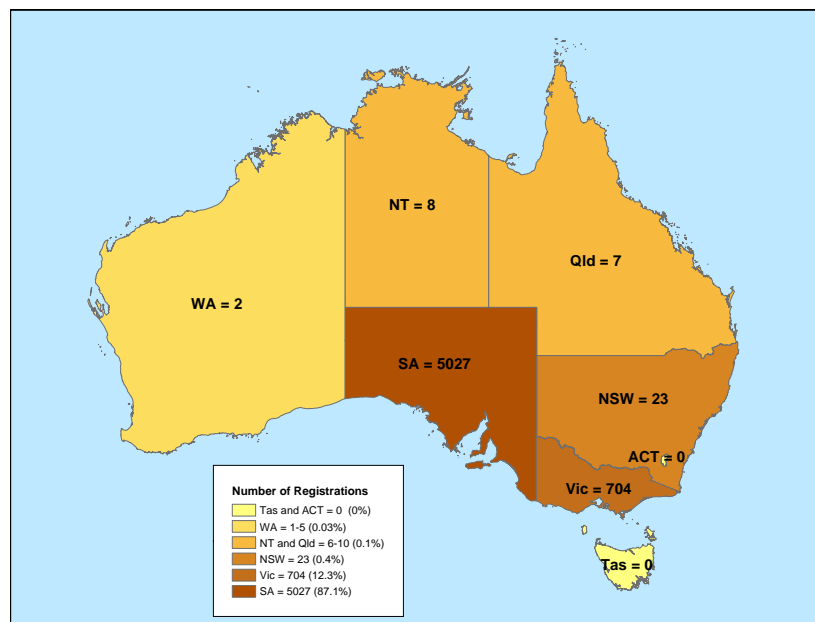 NT = 8
Qld = 7
WA = 2
SA = 5027
NSW = 23
ACT = 0
Vic = 704
Tas = 0
Number of Registrations
Tas and ACT = 0 (0%)
WA = 1-5 (0.03%)
NT and Qld = 6-10 (0.1%)
NSW = 23 (0.4%)
Vic = 704 (12.3%)
SA = 5027 (87.1%)